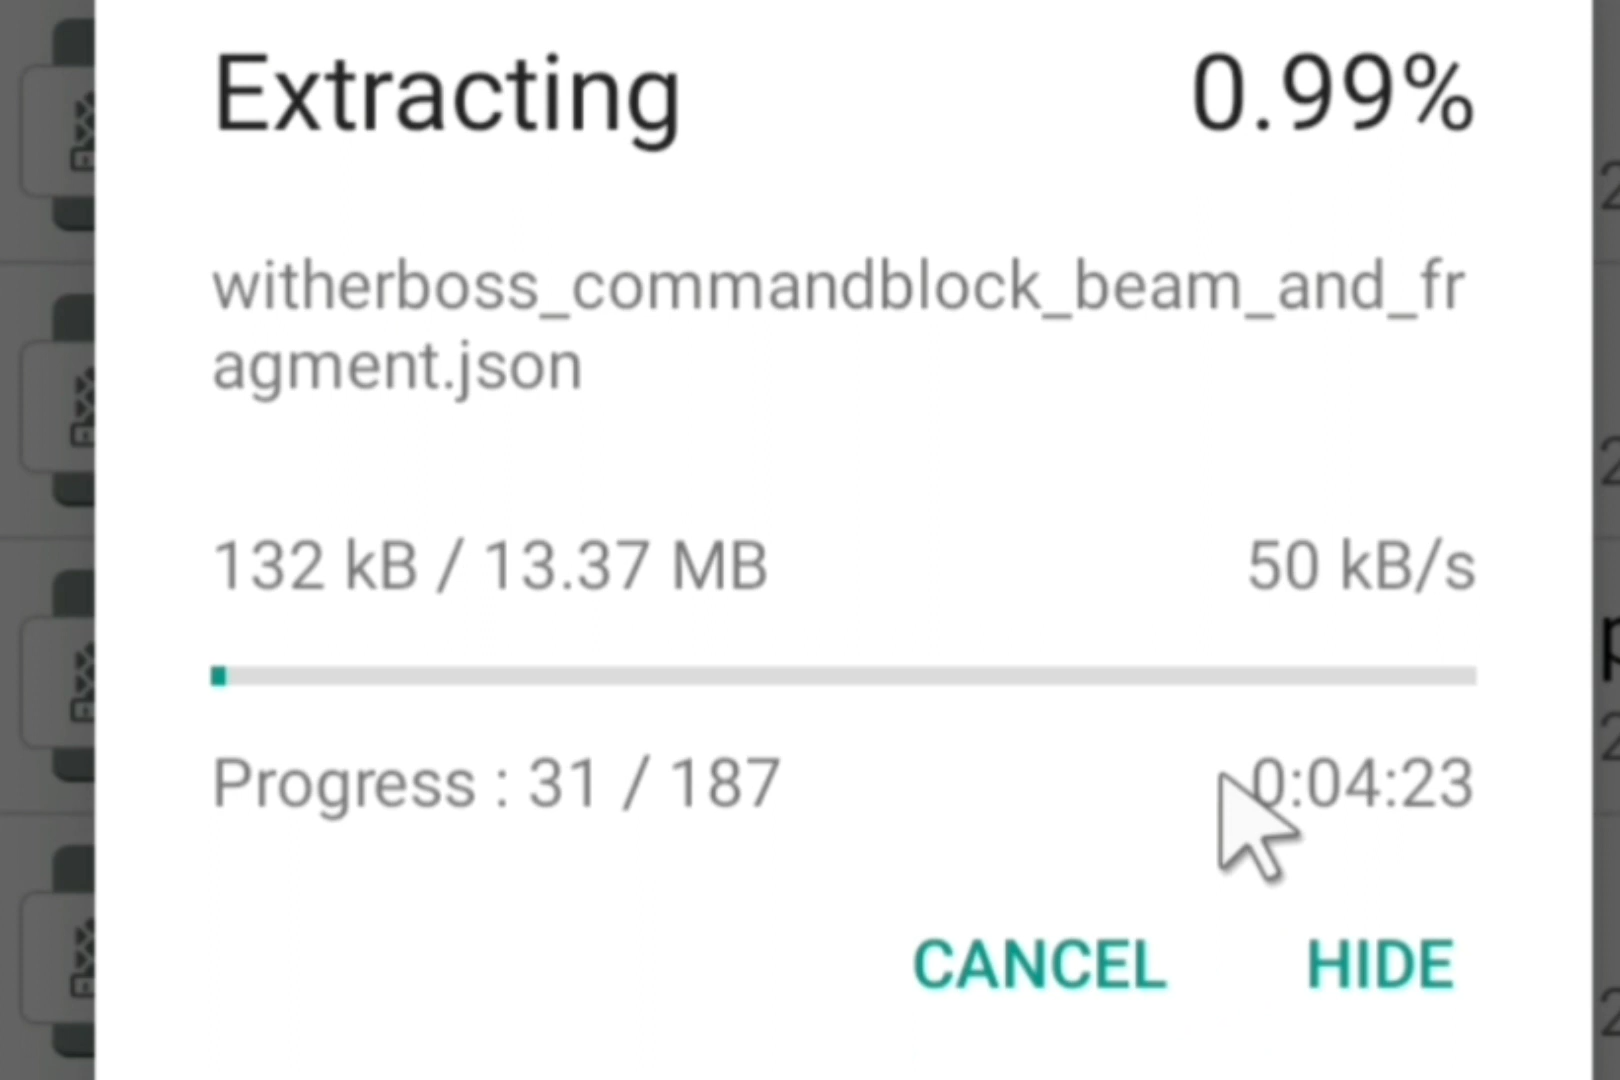 Extracting 0.99%
witherboss_commandblock_beam_and_fr
agment.json
132 kB / 13.37 MB 50 kB/s
Progress : 31 / 187 0:04:23
CANCEL HIDE